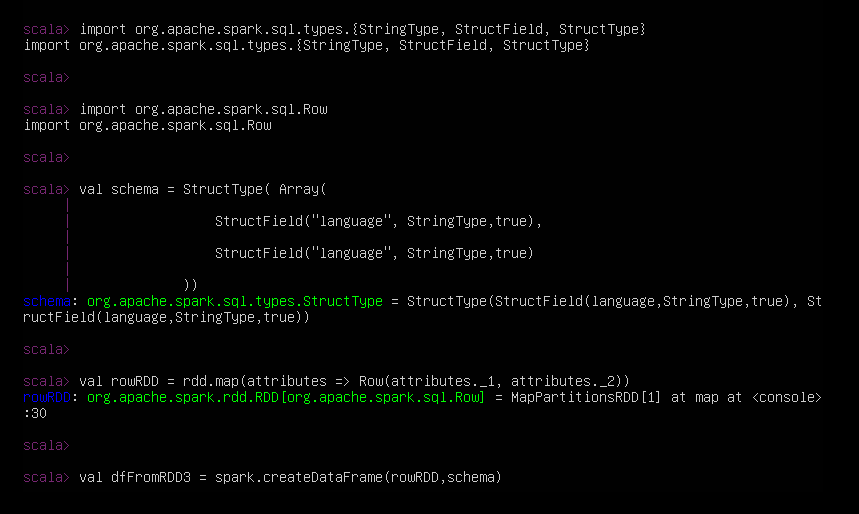 scala> import org.apache.spark.sql.types.{StringType, StructField, StructType}
import org.apache.spark.sql.types.{StringType, StructField, StructType}
scala>
scala> import org.apache.spark.sql.Row
import org.apache.spark.sql.Row
scala>
scala> val schema = StructType( Array(
     |
     |                 StructField("language", StringType,true),
     |
     |                 StructField("language", StringType,true)
     |
     |             ))
schema: org.apache.spark.sql.types.StructType = StructType(StructField(language,StringType,true), St
ructField(language,StringType,true))
scala>
scala> val rowRDD = rdd.map(attributes => Row(attributes._1, attributes._2))
rowRDD: org.apache.spark.rdd.RDD[org.apache.spark.sql.Row] = MapPartitionsRDD[1] at map at <console>
:30
scala>
scala> val dfFromRDD3 = spark.createDataFrame(rowRDD,schema)